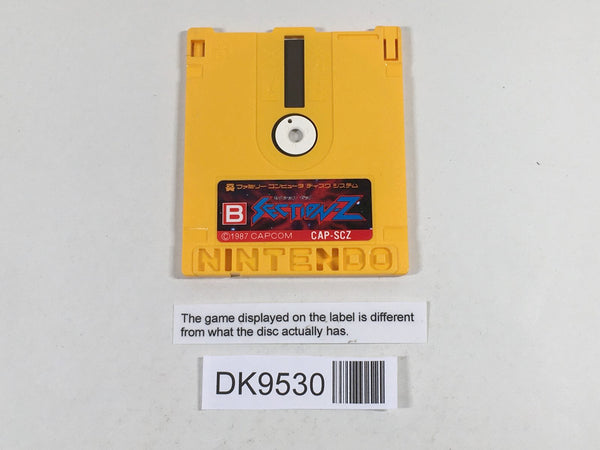 ファミリー コンピュータ ディスク システム
B
SECTION-Z
©1987 CAPCOM CAP-SCZ
NINTENDO
The game displayed on the label is different
from what the disc actually has.
DK9530